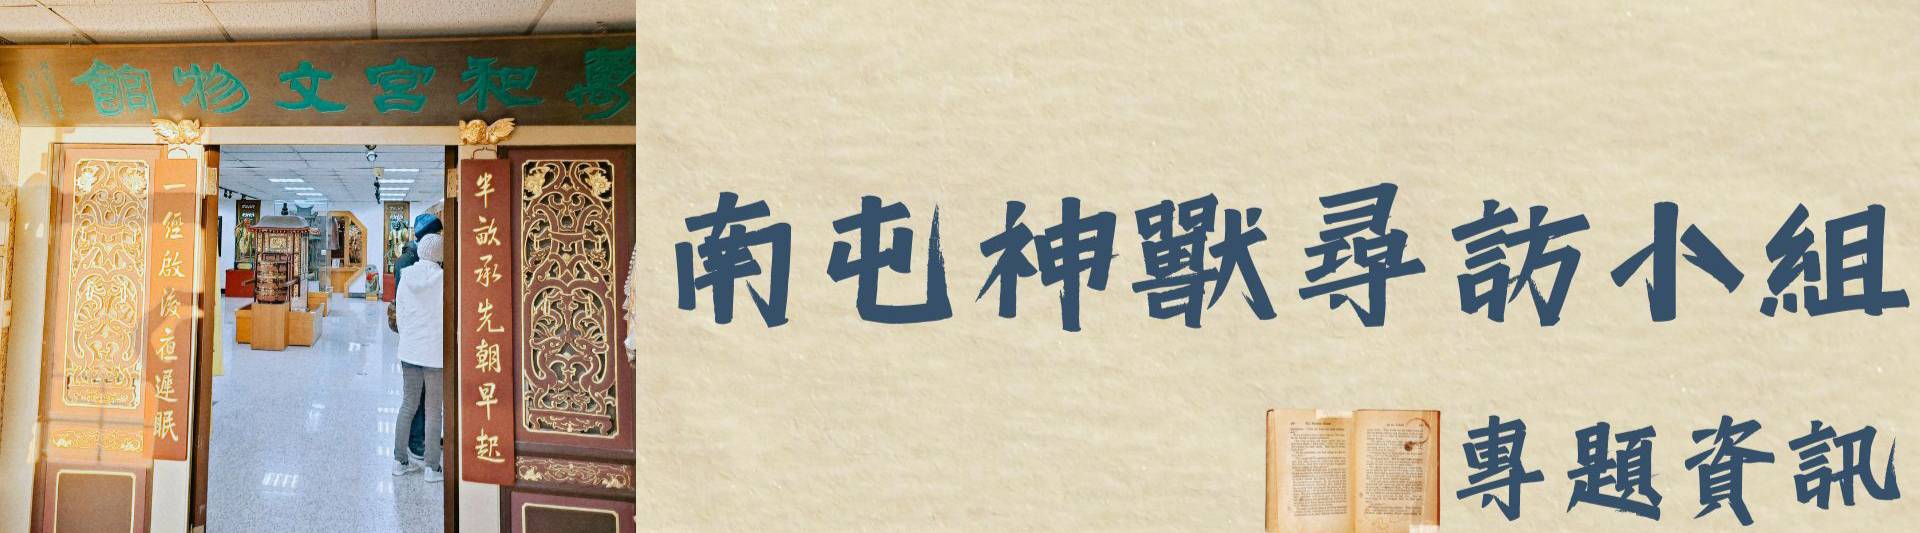 萬和宮文物館
半畝承先朝早起
一經啟後夜遲眠
南屯神獸尋訪小組
專題資訊